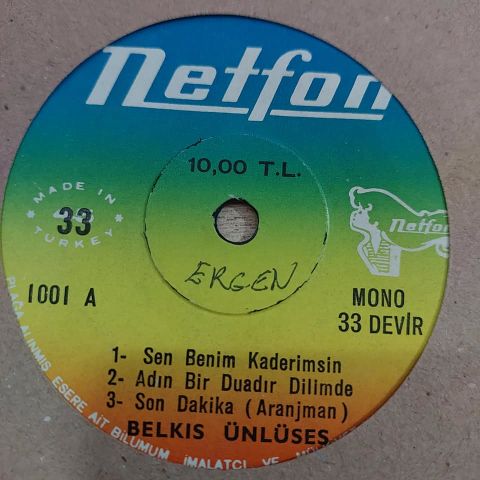 Netfon
10,00 T.L.
MADE IN
33
TURKEY
Netfon
ERGEN
1001 A
MONO
33 DEVİR
1- Sen Benim Kaderimsin
2- Adın Bir Duadır Dilimde
3- Son Dakika (Aranjman)
BELKIS ÜNLÜSES
PLAĞA ALINMIŞ ESERE AİT BİLUMUM İMALATÇI VE